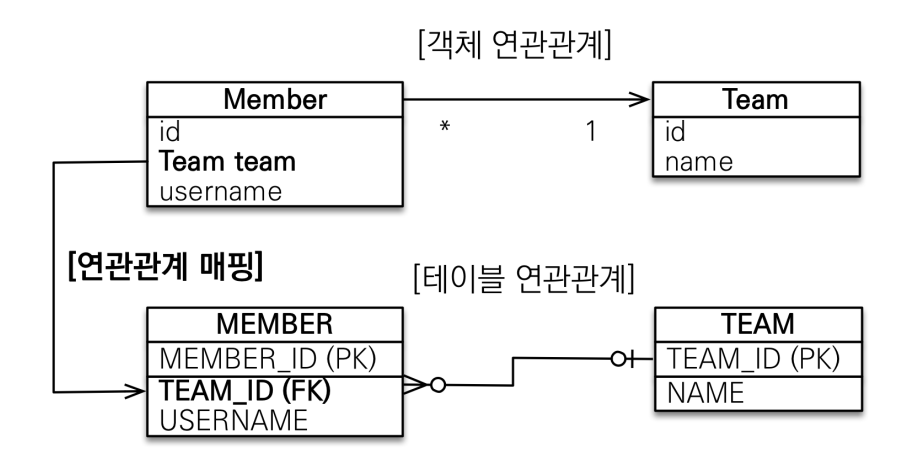 [객체 연관관계]
Member
id
Team team
username
* 1
Team
id
name
[연관관계 매핑]
[테이블 연관관계]
MEMBER
MEMBER_ID (PK)
TEAM_ID (FK)
USERNAME
TEAM
TEAM_ID (PK)
NAME